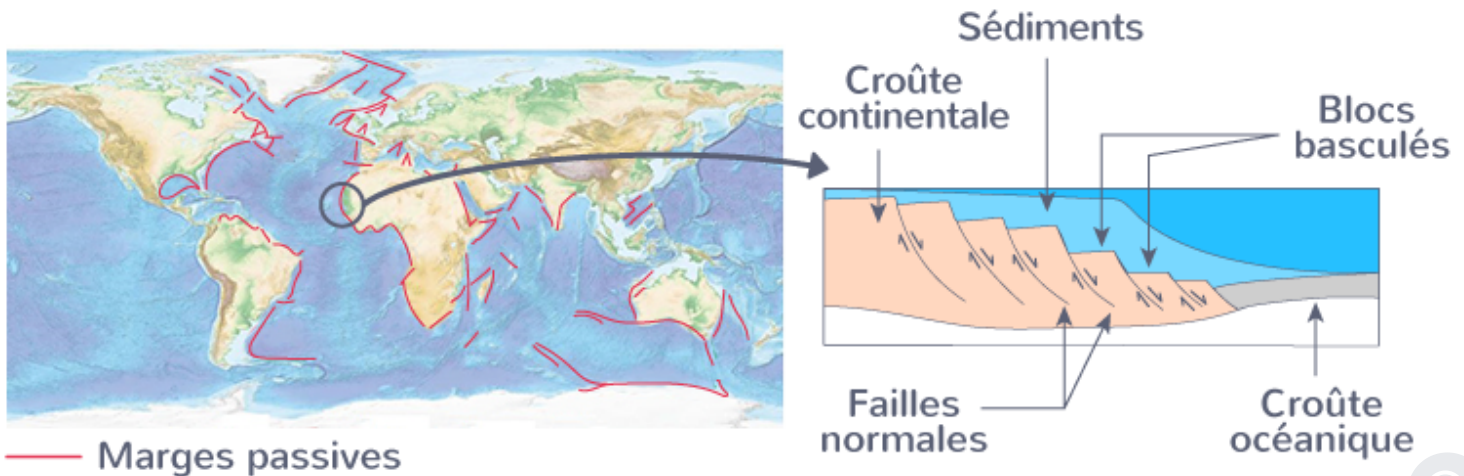 Sédiments
Croûte
continentale
Blocs
basculés
Failles
normales
Croûte
océanique
Marges passives